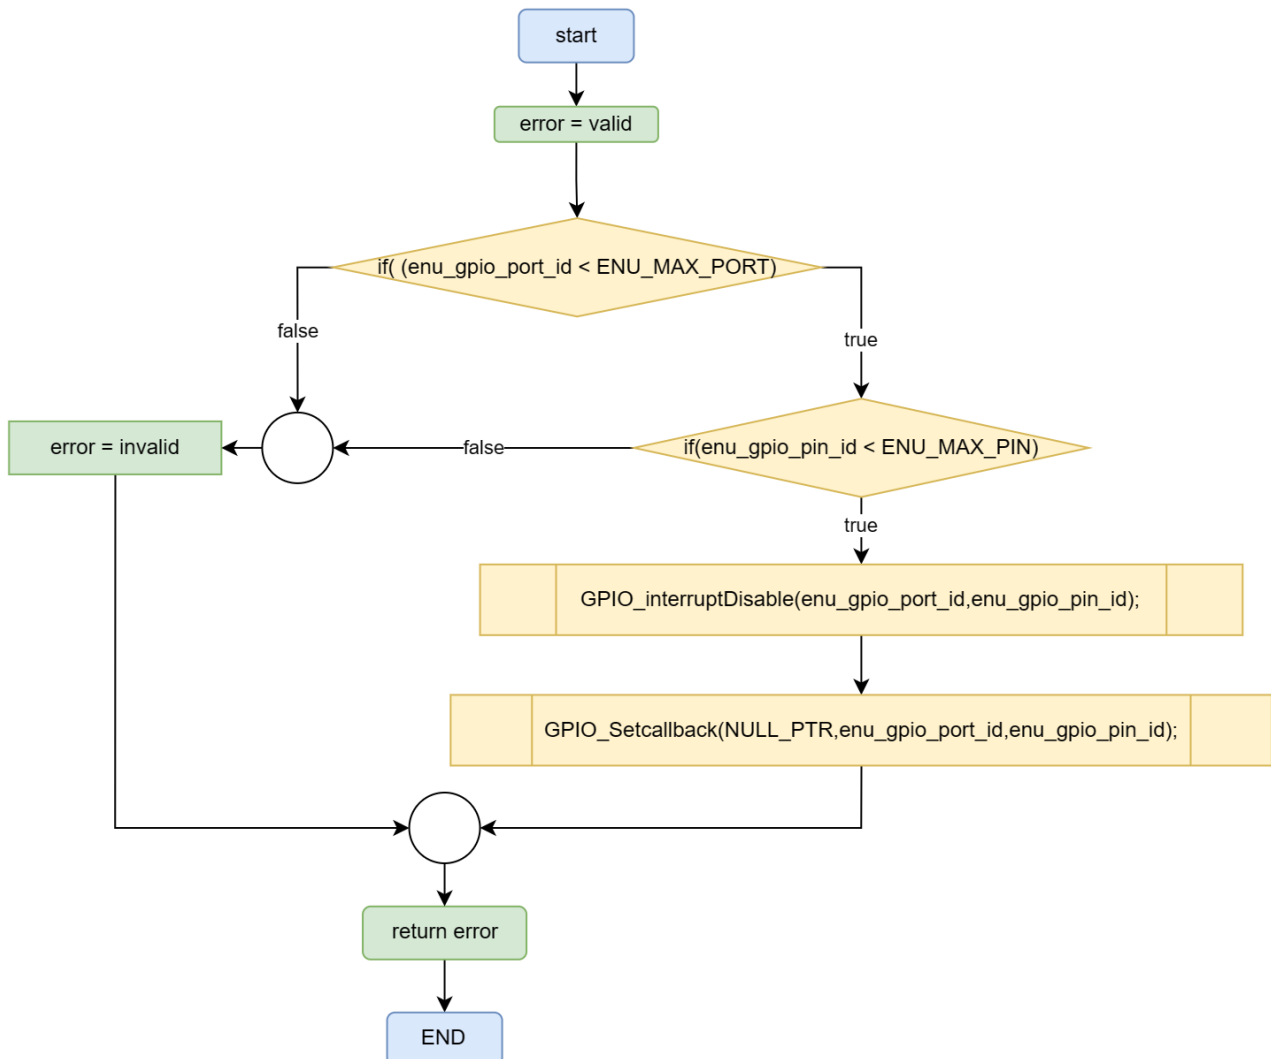 start
error = valid
if( (enu_gpio_port_id < ENU_MAX_PORT)
false
true
error = invalid
false
if(enu_gpio_pin_id < ENU_MAX_PIN)
true
GPIO_interruptDisable(enu_gpio_port_id,enu_gpio_pin_id);
GPIO_Setcallback(NULL_PTR,enu_gpio_port_id,enu_gpio_pin_id);
return error
END